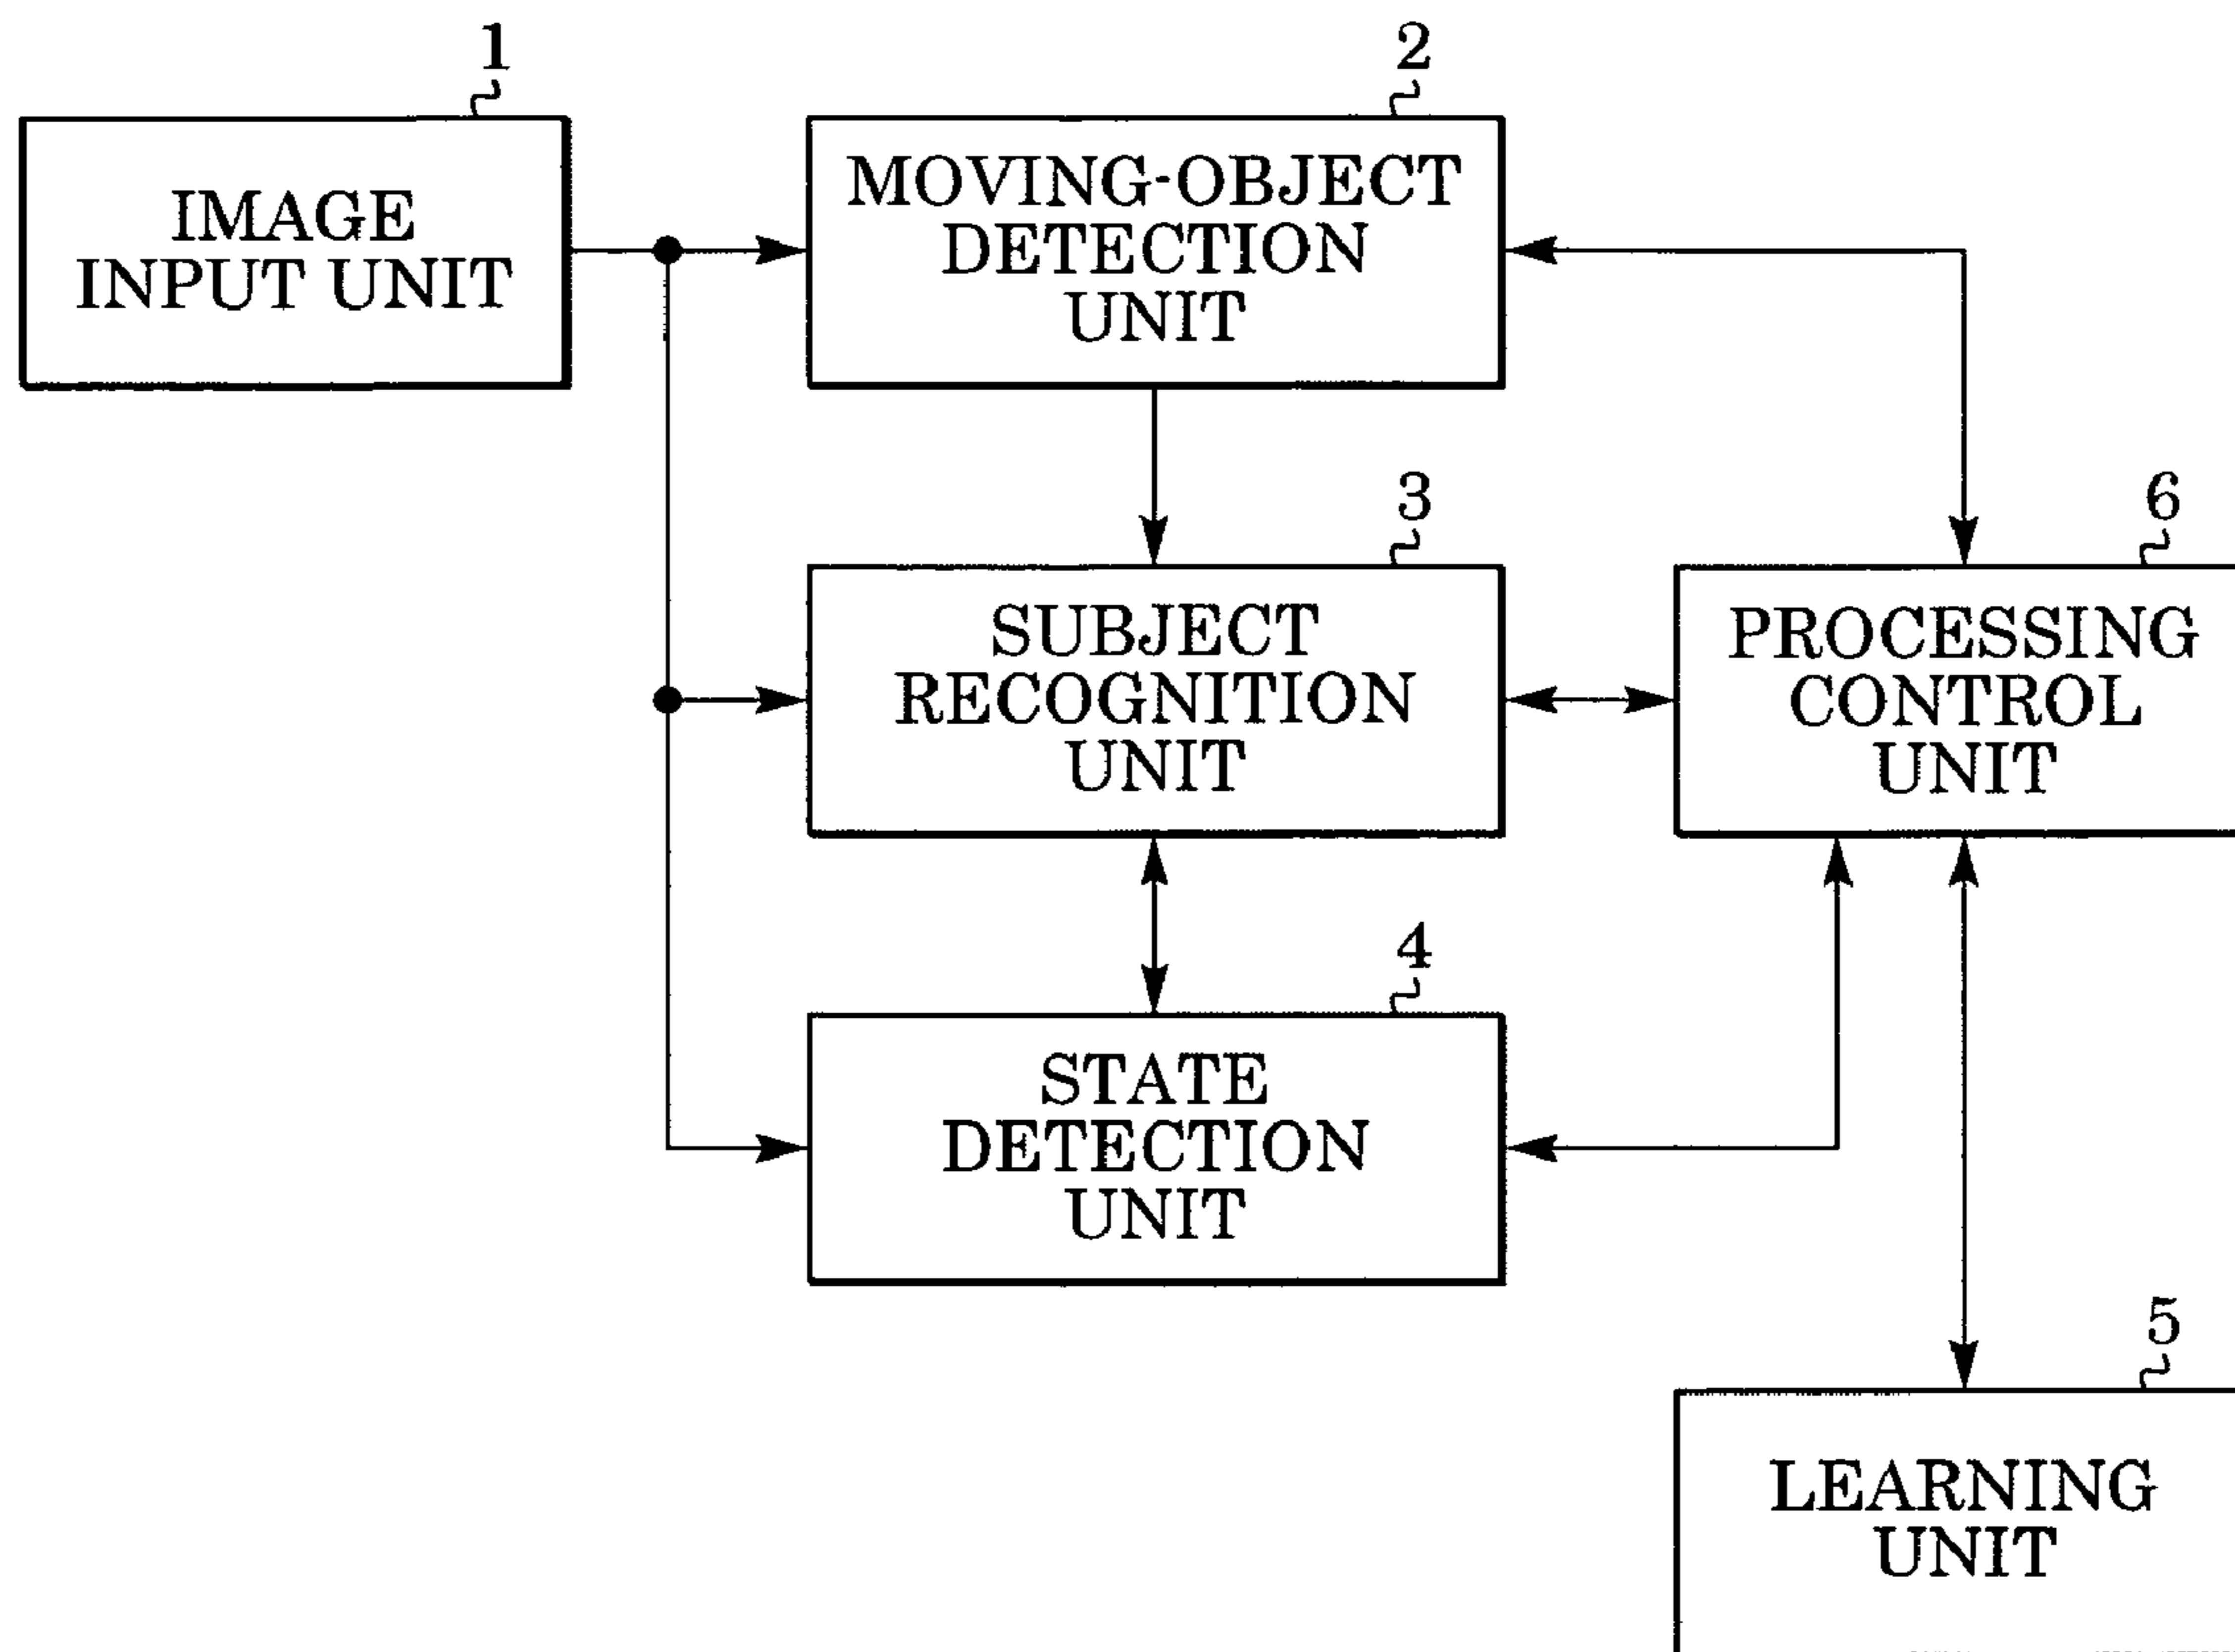 1
IMAGE
INPUT UNIT
2
MOVING-OBJECT
DETECTION
UNIT
3
SUBJECT
RECOGNITION
UNIT
6
PROCESSING
CONTROL
UNIT
4
STATE
DETECTION
UNIT
5
LEARNING
UNIT